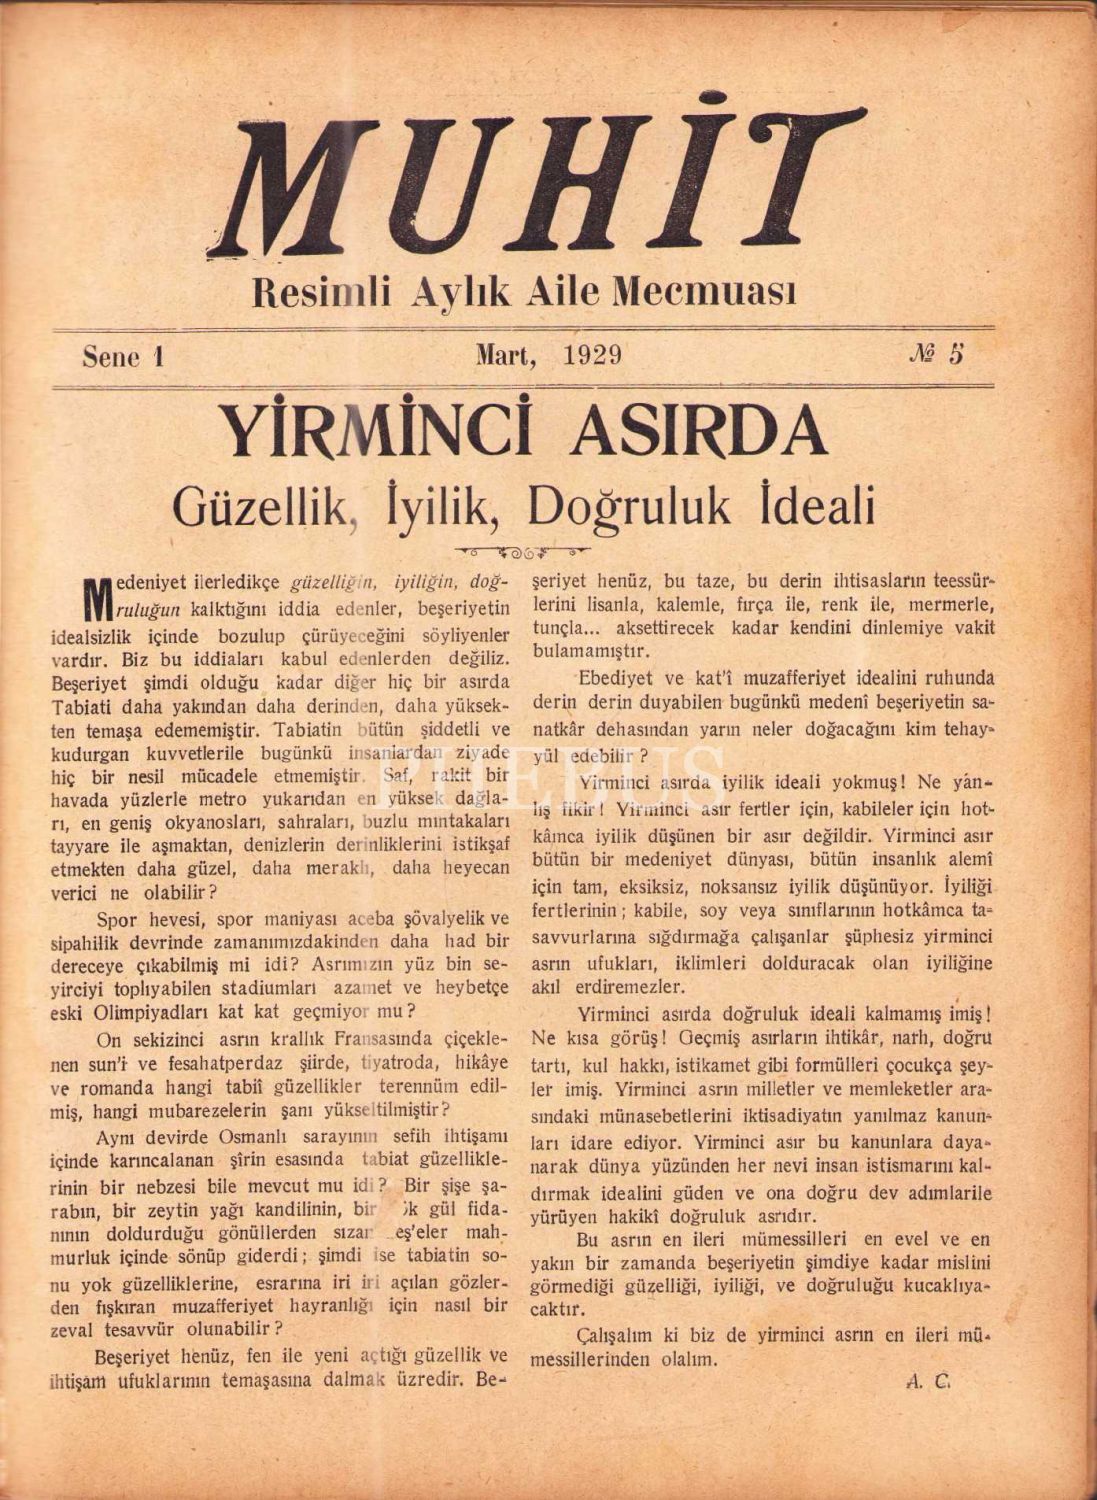 MUHİT
Resimli Aylık Aile Mecmuası
Sene 1 Mart, 1929 № 5
YİRMİNCİ ASIRDA
Güzellik, İyilik, Doğruluk İdeali
Medeniyet ilerledikçe güzelliğin, iyiliğin, doğ-
ruluğun kalktığını iddia edenler, beşeriyetin
idealsizlik içinde bozulup çürüyeceğini söyliyenler
vardır. Biz bu iddiaları kabul edenlerden değiliz.
Beşeriyet şimdi olduğu kadar diğer hiç bir asırda
Tabiati daha yakından daha derinden, daha yüksek-
ten temaşa edememiştir. Tabiatin bütün şiddetli ve
kudurgan kuvvetlerile bugünkü insanlardan ziyade
hiç bir nesil mücadele etmemiştir. Saf, rakit bir
havada yüzlerle metro yukarıdan en yüksek dağla-
rı, en geniş okyanosları, sahraları, buzlu mıntakaları
tayyare ile aşmaktan, denizlerin derinliklerini istikşaf
etmekten daha güzel, daha meraklı, daha heyecan
verici ne olabilir?
Spor hevesi, spor maniyası aceba şövalyelik ve
sipahilik devrinde zamanımızdakinden daha had bir
dereceye çıkabilmiş mi idi? Asrımızın yüz bin se-
yirciyi toplıyabilen stadiumları azamet ve heybetçe
eski Olimpiyadları kat kat geçmiyor mu?
On sekizinci asrın krallık Fransasında çiçekle-
nen sun'î ve fesahatperdaz şiirde, tiyatroda, hikâye
ve romanda hangi tabiî güzellikler terennüm edil-
miş, hangi mubarezelerin şanı yükseltilmiştir?
Aynı devirde Osmanlı sarayının sefih ihtişamı
içinde karıncalanan şîrin esasında tabiat güzellikle-
rinin bir nebzesi bile mevcut mu idi? Bir şişe şa-
rabın, bir zeytin yağı kandilinin, bir gül fida-
nının doldurduğu gönüllerden sızar mah-
murluk içinde sönüp giderdi; şimdi ise tabiatin so-
nu yok güzelliklerine, esrarına iri iri açılan gözler-
den fışkıran muzafferiyet hayranlığı için nasıl bir
zeval tesavvür olunabilir?
Beşeriyet henüz, fen ile yeni açtığı güzellik ve
ihtişam ufuklarının temaşasına dalmak üzredir. Be-
şeriyet henüz, bu taze, bu derin ihtisasların teessür-
lerini lisanla, kalemle, fırça ile, renk ile, mermerle,
tunçla... aksettirecek kadar kendini dinlemiye vakit
bulamamıştır.
Ebediyet ve kat'î muzafferiyet idealini ruhunda
derin derin duyabilen bugünkü medenî beşeriyetin sa-
natkâr dehasından yarın neler doğacağını kim tehay-
yül edebilir?
Yirminci asırda iyilik ideali yokmuş! Ne yan-
lış fikir! Yirminci asır fertler için, kabileler için hot-
kâmca iyilik düşünen bir asır değildir. Yirminci asır
bütün bir medeniyet dünyası, bütün insanlık alemî
için tam, eksiksiz, noksansız iyilik düşünüyor. İyiliği
fertlerinin; kabile, soy veya sınıflarının hotkâmca ta-
savvurlarına sığdırmağa çalışanlar şüphesiz yirminci
asrın ufukları, iklimleri dolduracak olan iyiliğine
akıl erdiremezler.
Yirminci asırda doğruluk ideali kalmamış imiş!
Ne kısa görüş! Geçmiş asırların ihtikâr, narh, doğru
tartı, kul hakkı, istikamet gibi formülleri çocukça şey-
ler imiş. Yirminci asrın milletler ve memleketler ara-
sındaki münasebetlerini iktisadiyatın yanılmaz kanun-
ları idare ediyor. Yirminci asır bu kanunlara daya-
narak dünya yüzünden her nevi insan istismarını kal-
dırmak idealini güden ve ona doğru dev adımlarile
yürüyen hakikî doğruluk asrıdır.
Bu asrın en ileri mümessilleri en evel ve en
yakın bir zamanda beşeriyetin şimdiye kadar mislini
görmediği güzelliği, iyiliği, ve doğruluğu kucaklıya-
caktır.
Çalışalım ki biz de yirminci asrın en ileri mü-
messillerinden olalım.
A. C.
PHEBUS